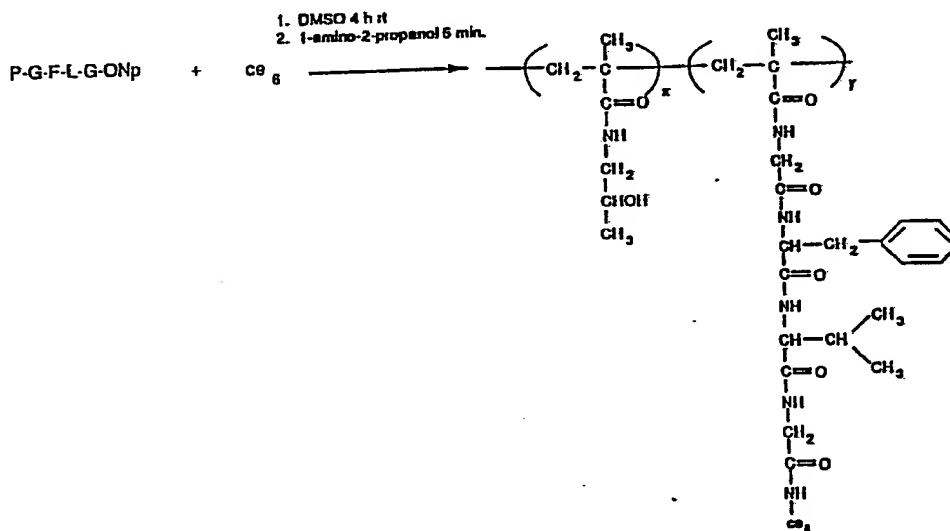 1. DMSO 4 h rt
2. 1-amino-2-propanol 5 min.
P-G-F-L-G-ONp + ce 6
CH₃ CH₃
CH₂ C x CH₂ C y
C=O C=O
NH NH
CH₂ CH₂
CHOH C=O
CH₃ NH
CH—CH₂
C=O
NH CH₃
CH—CH
C=O CH₃
NH
CH₂
C=O
NH
ce₆